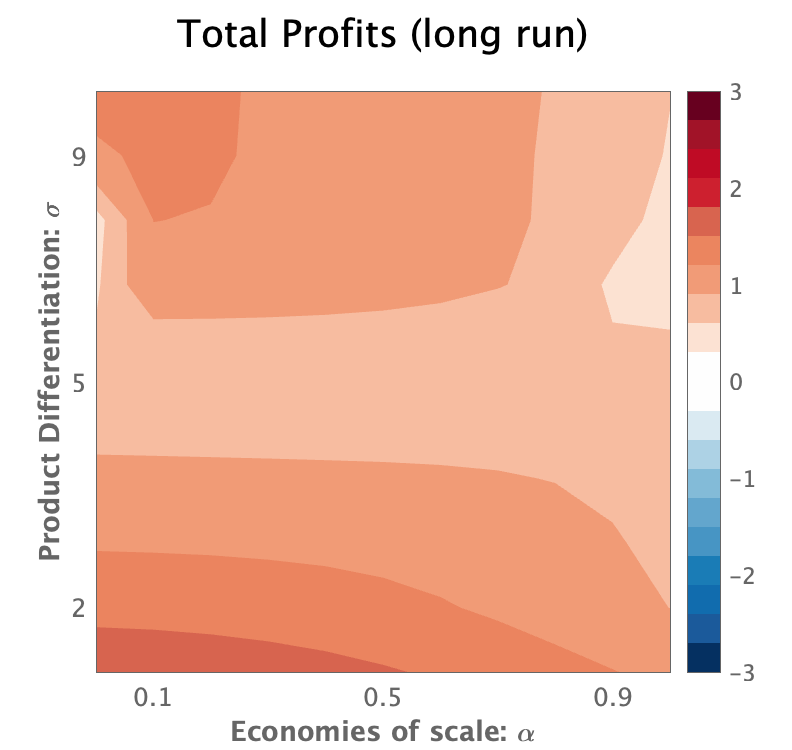 Total Profits (long run)
3
9
2
Product Differentiation: σ
1
5
0
−1
−2
2
−3
0.1 0.5 0.9
Economies of scale: α